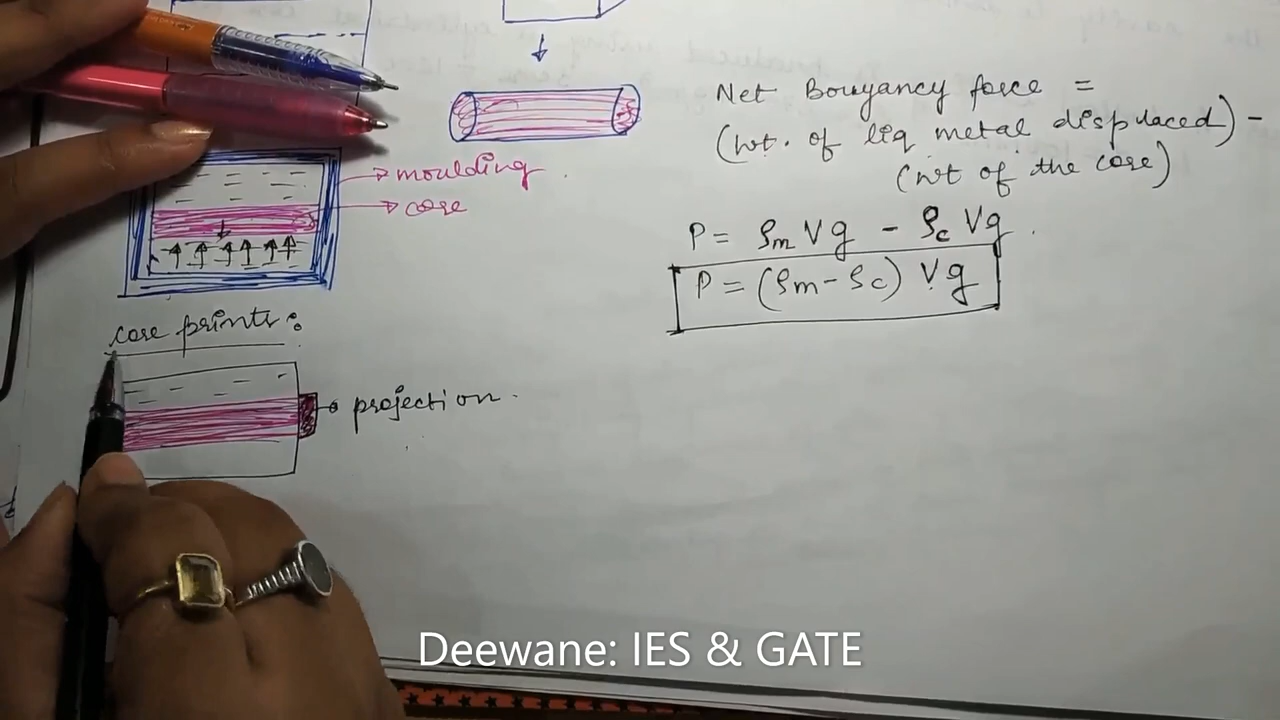 Net Bouyancy force =
(wt. of liq metal displaced) -
(wt of the core)
moulding
core
P = ρm V g - ρc V g .
P = (ρm - ρc) V g
core prints :
projection .
Deewane: IES & GATE